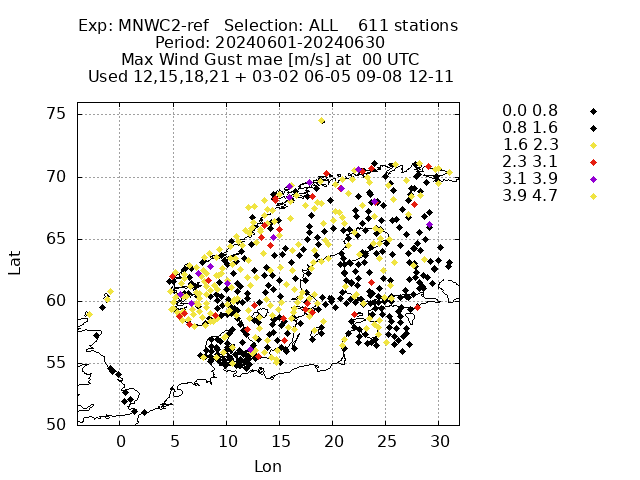 Exp: MNWC2-ref Selection: ALL 611 stations
Period: 20240601-20240630
Max Wind Gust mae [m/s] at 00 UTC
Used 12,15,18,21 + 03-02 06-05 09-08 12-11
0.0 0.8
0.8 1.6
1.6 2.3
2.3 3.1
3.1 3.9
3.9 4.7
75
70
65
60
55
50
Lat
0 5 10 15 20 25 30
Lon